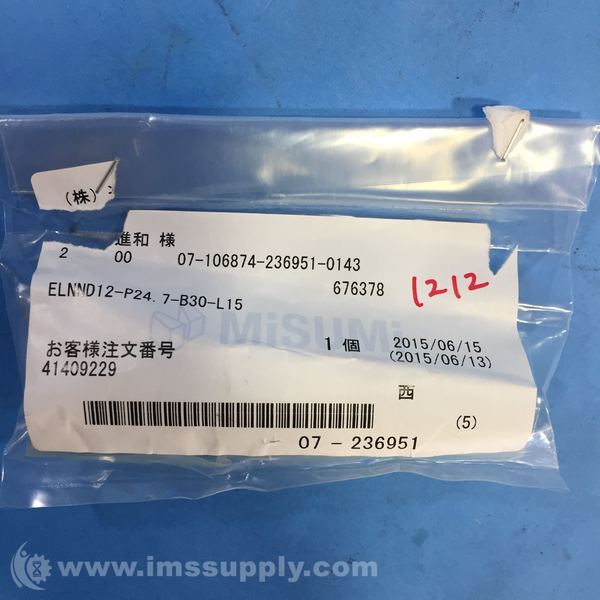 (株)
進和 様
2 00 07-106874-236951-0143
ELNND12-P24.7-B30-L15 676378
1212
MiSUMi
お客様注文番号 1 個 2015/06/15
41409229 (2015/06/13)
西
(5)
07 - 236951
www.imssupply.com